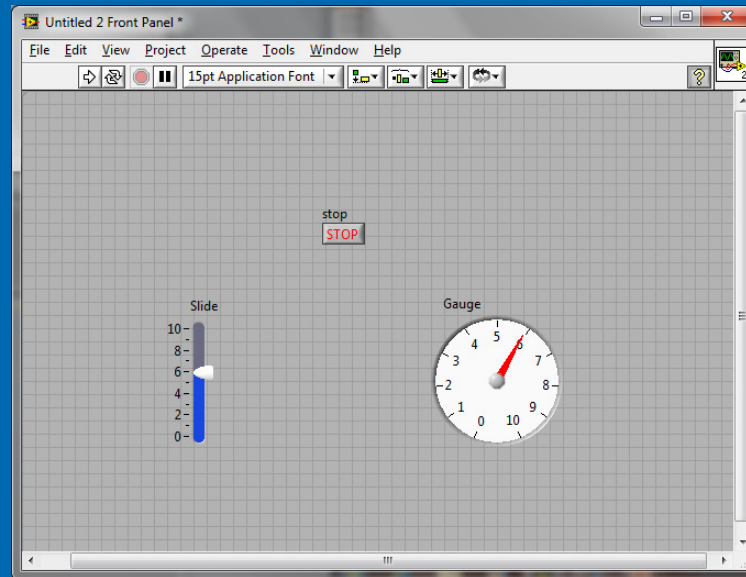 Untitled 2 Front Panel *
File Edit View Project Operate Tools Window Help
15pt Application Font
?
2
stop
STOP
Slide
10
8
6
4
2
0
Gauge
0
1
2
3
4
5
6
7
8
9
10